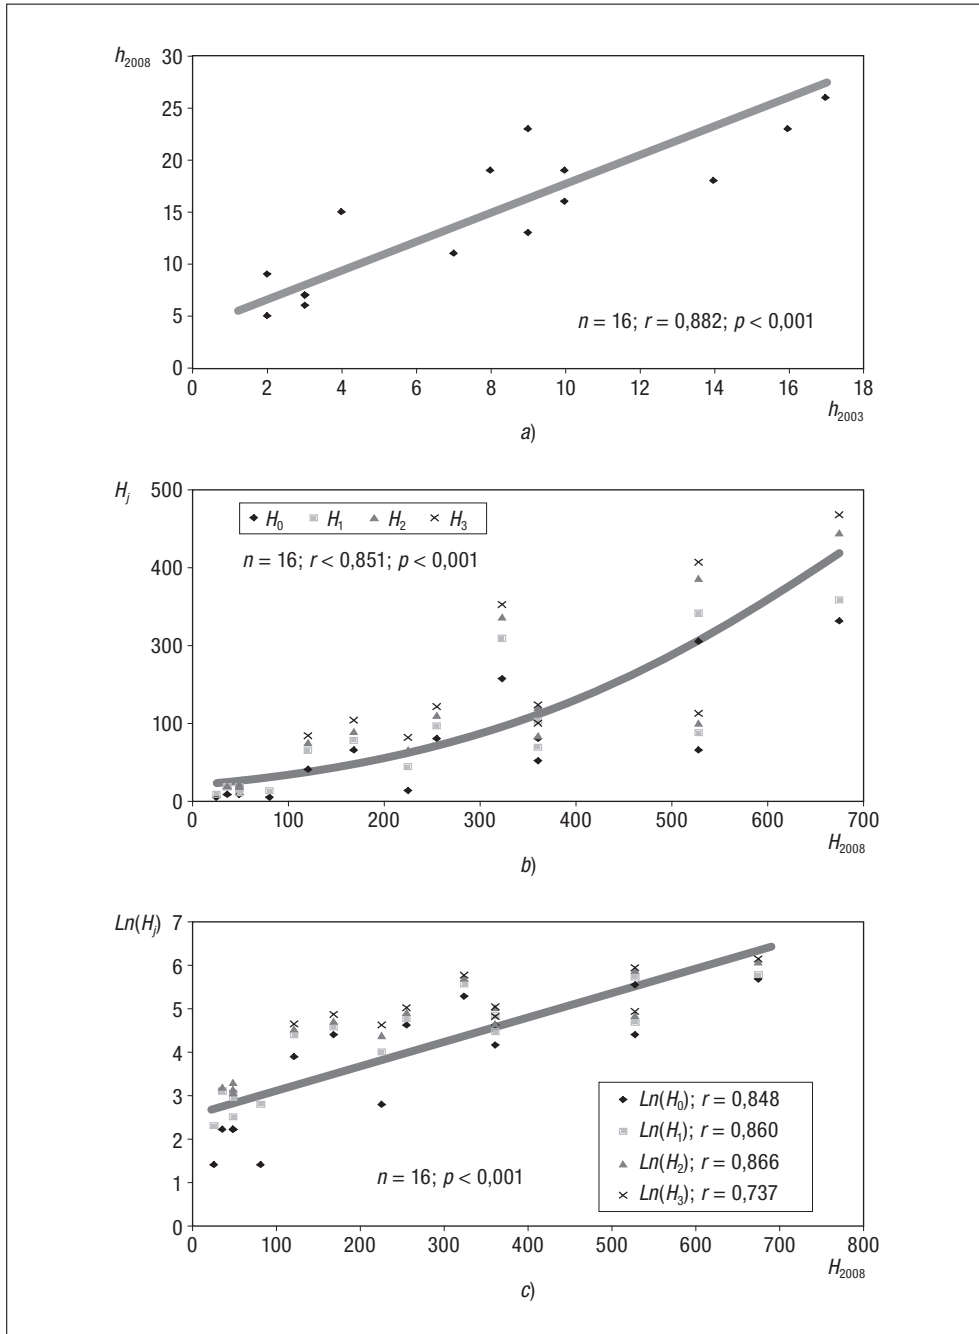 h2008
30
25
20
15
10
5
0
n = 16; r = 0,882; p < 0,001
0 2 4 6 8 10 12 14 16 18
h2003
a)
Hj
500
400
300
100
0
H0 H1 H2 H3
n = 16; r < 0,851; p < 0,001
0 100 200 300 400 500 600 700
H2008
b)
Ln(Hj)
7
6
5
4
3
2
1
0
Ln(H0); r = 0,848
Ln(H1); r = 0,860
Ln(H2); r = 0,866
Ln(H3); r = 0,737
n = 16; p < 0,001
0 100 200 300 400 500 600 700 800
H2008
c)